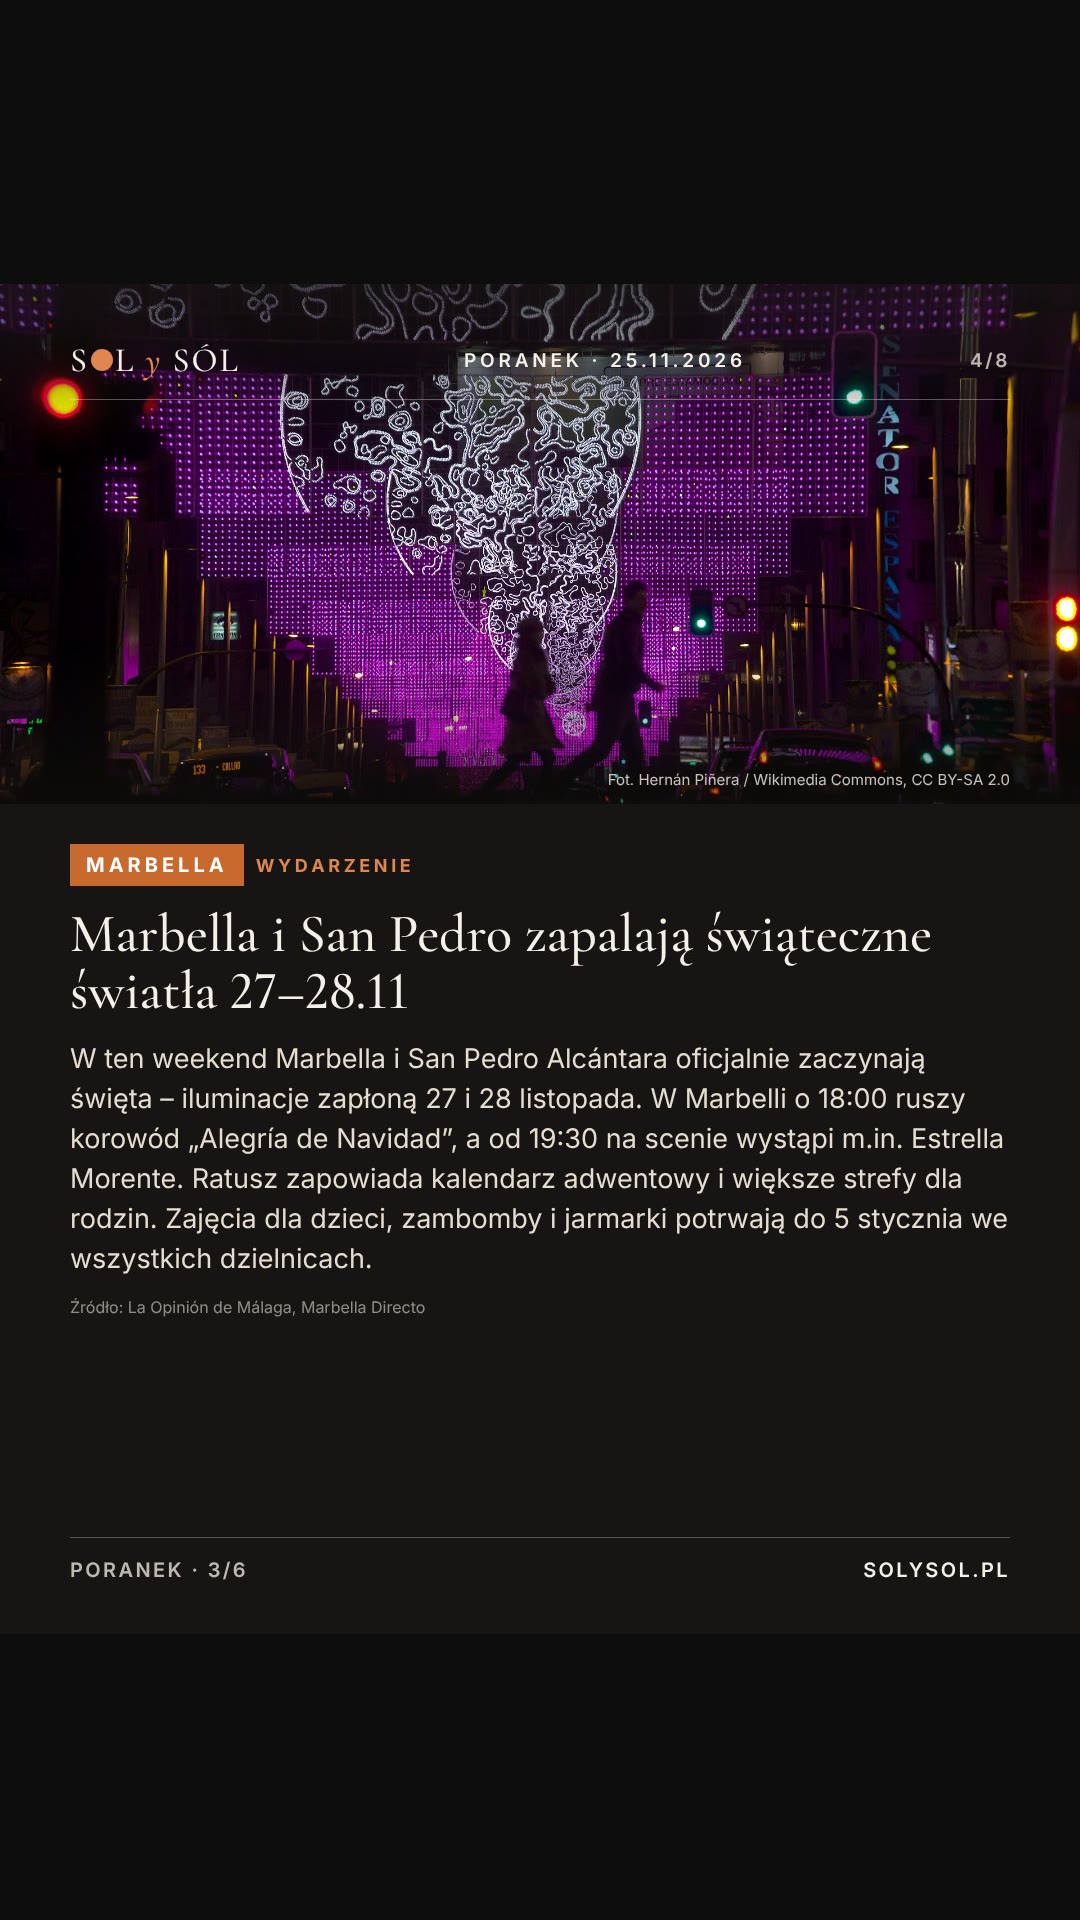 SOL y SÓL
PORANEK · 25.11.2026
4/8
SENATOR ESPAÑA
133 - COLLAO
Fot. Hernán Piñera / Wikimedia Commons, CC BY-SA 2.0
MARBELLA
WYDARZENIE
Marbella i San Pedro zapalają świąteczne
światła 27–28.11
W ten weekend Marbella i San Pedro Alcántara oficjalnie zaczynają
święta – iluminacje zapłoną 27 i 28 listopada. W Marbelli o 18:00 ruszy
korowód „Alegría de Navidad”, a od 19:30 na scenie wystąpi m.in. Estrella
Morente. Ratusz zapowiada kalendarz adwentowy i większe strefy dla
rodzin. Zajęcia dla dzieci, zambomby i jarmarki potrwają do 5 stycznia we
wszystkich dzielnicach.
Źródło: La Opinión de Málaga, Marbella Directo
PORANEK · 3/6
SOLYSOL.PL